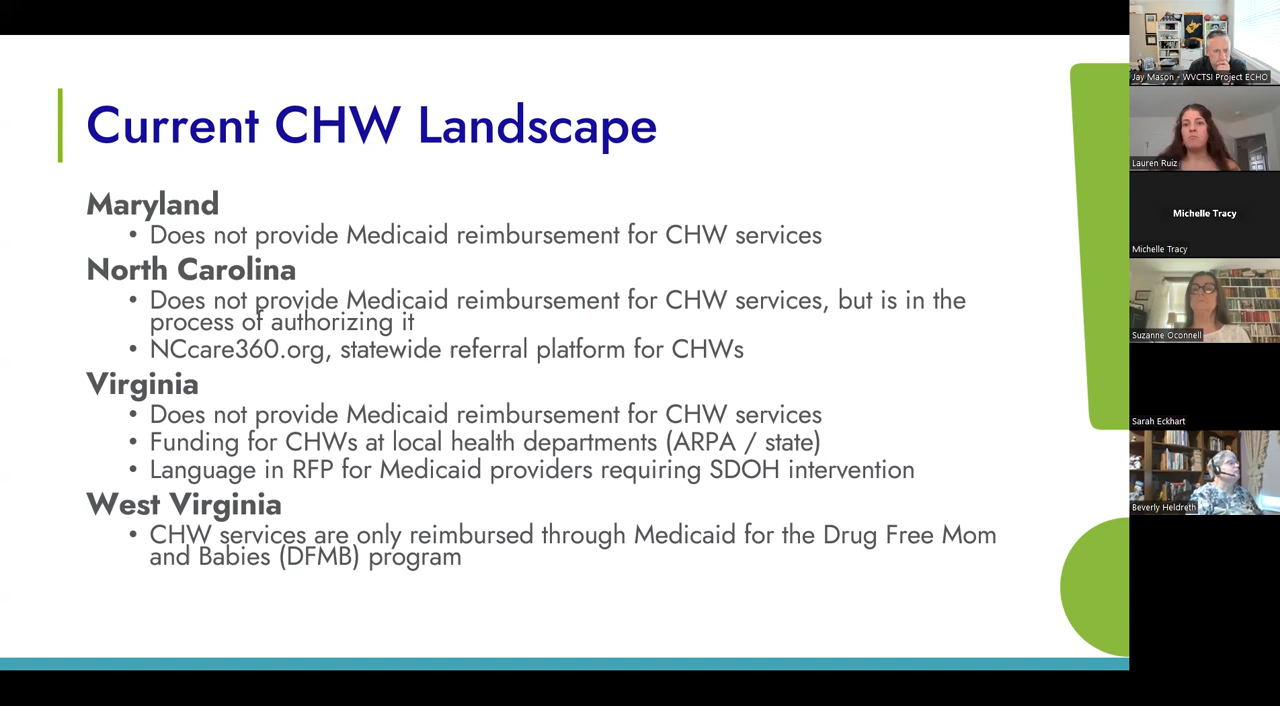 Current CHW Landscape
Maryland
• Does not provide Medicaid reimbursement for CHW services
North Carolina
• Does not provide Medicaid reimbursement for CHW services, but is in the
process of authorizing it
• NCcare360.org, statewide referral platform for CHWs
Virginia
• Does not provide Medicaid reimbursement for CHW services
• Funding for CHWs at local health departments (ARPA / state)
• Language in RFP for Medicaid providers requiring SDOH intervention
West Virginia
• CHW services are only reimbursed through Medicaid for the Drug Free Mom
and Babies (DFMB) program
Jay Mason - WVCTSI Project ECHO
Lauren Ruiz
Michelle Tracy
Michelle Tracy
Suzanne Oconnell
Sarah Eckhart
Beverly Heldreth